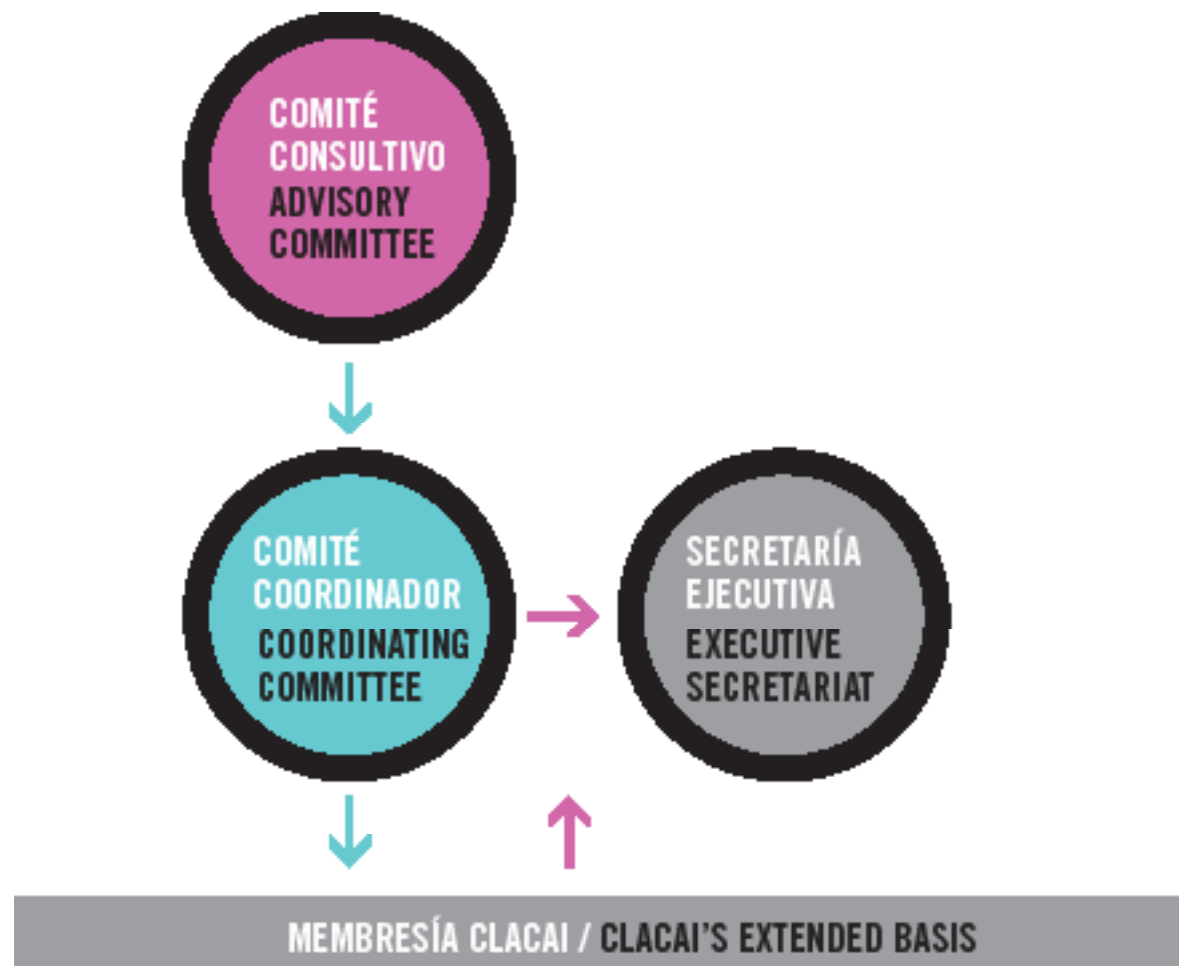 COMITÉ
CONSULTIVO
ADVISORY
COMMITTEE
COMITÉ
COORDINADOR
COORDINATING
COMMITTEE
SECRETARÍA
EJECUTIVA
EXECUTIVE
SECRETARIAT
MEMBRESÍA CLACAI / CLACAI'S EXTENDED BASIS